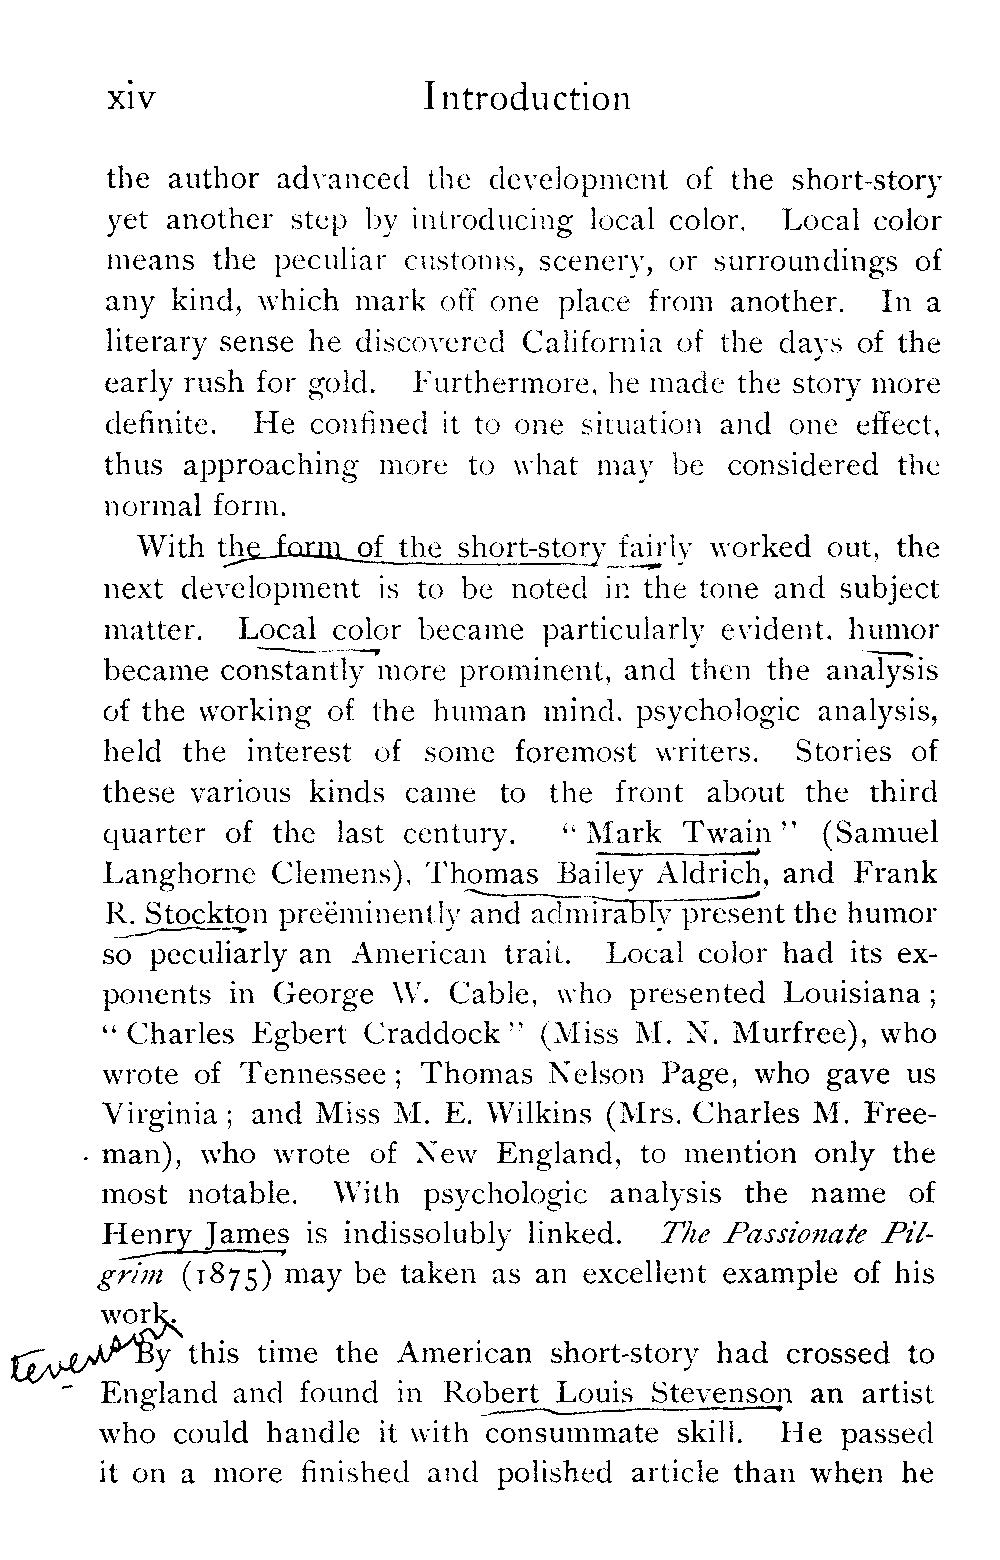 xiv Introduction
the author advanced the development of the short-story
yet another step by introducing local color. Local color
means the peculiar customs, scenery, or surroundings of
any kind, which mark off one place from another. In a
literary sense he discovered California of the days of the
early rush for gold. Furthermore, he made the story more
definite. He confined it to one situation and one effect,
thus approaching more to what may be considered the
normal form.
With the form of the short-story fairly worked out, the
next development is to be noted in the tone and subject
matter. Local color became particularly evident, humor
became constantly more prominent, and then the analysis
of the working of the human mind, psychologic analysis,
held the interest of some foremost writers. Stories of
these various kinds came to the front about the third
quarter of the last century. “Mark Twain” (Samuel
Langhorne Clemens), Thomas Bailey Aldrich, and Frank
R. Stockton preëminently and admirably present the humor
so peculiarly an American trait. Local color had its ex-
ponents in George W. Cable, who presented Louisiana;
“Charles Egbert Craddock” (Miss M. N. Murfree), who
wrote of Tennessee; Thomas Nelson Page, who gave us
Virginia; and Miss M. E. Wilkins (Mrs. Charles M. Free-
man), who wrote of New England, to mention only the
most notable. With psychologic analysis the name of
Henry James is indissolubly linked. The Passionate Pil-
grim (1875) may be taken as an excellent example of his
work.
tevenson
By this time the American short-story had crossed to
England and found in Robert Louis Stevenson an artist
who could handle it with consummate skill. He passed
it on a more finished and polished article than when he